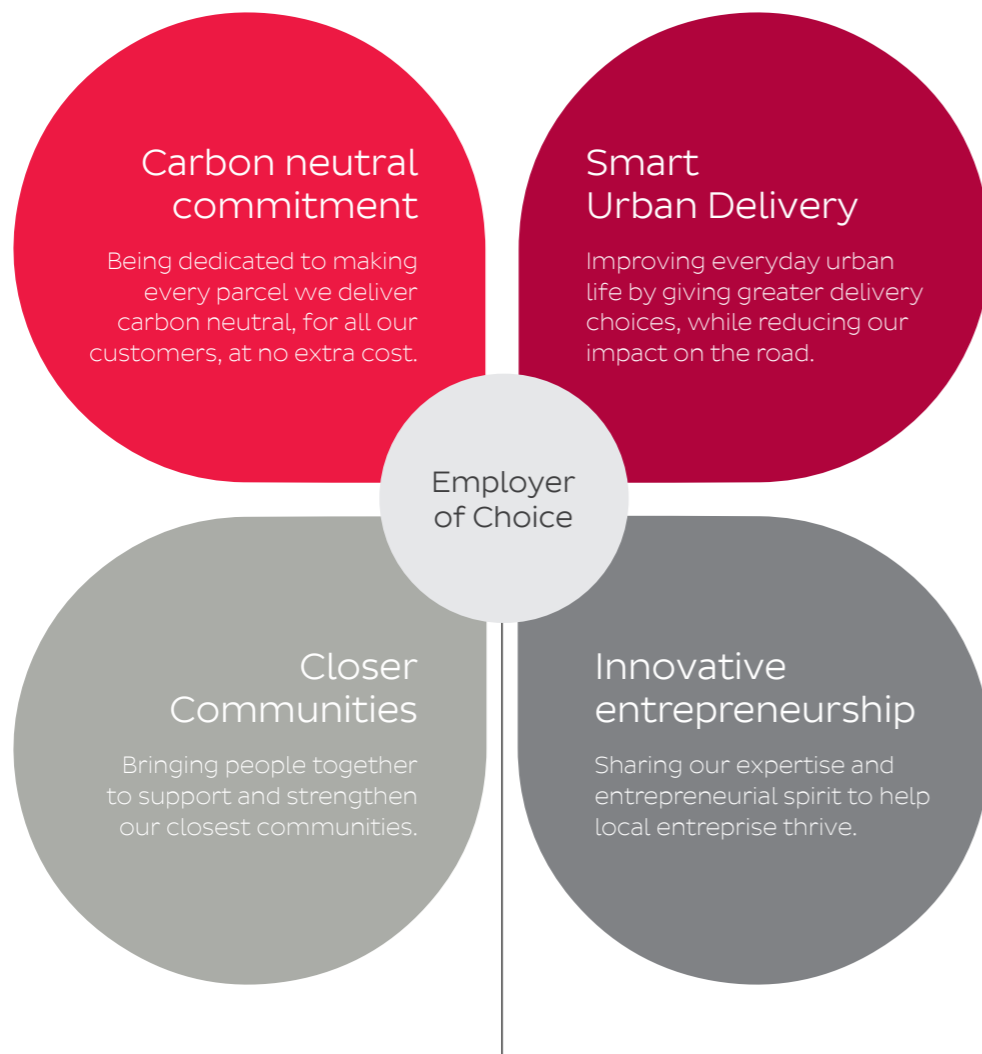 Carbon neutral
commitment
Being dedicated to making
every parcel we deliver
carbon neutral, for all our
customers, at no extra cost.
Smart
Urban Delivery
Improving everyday urban
life by giving greater delivery
choices, while reducing our
impact on the road.
Employer
of Choice
Closer
Communities
Bringing people together
to support and strengthen
our closest communities.
Innovative
entrepreneurship
Sharing our expertise and
entrepreneurial spirit to help
local entreprise thrive.